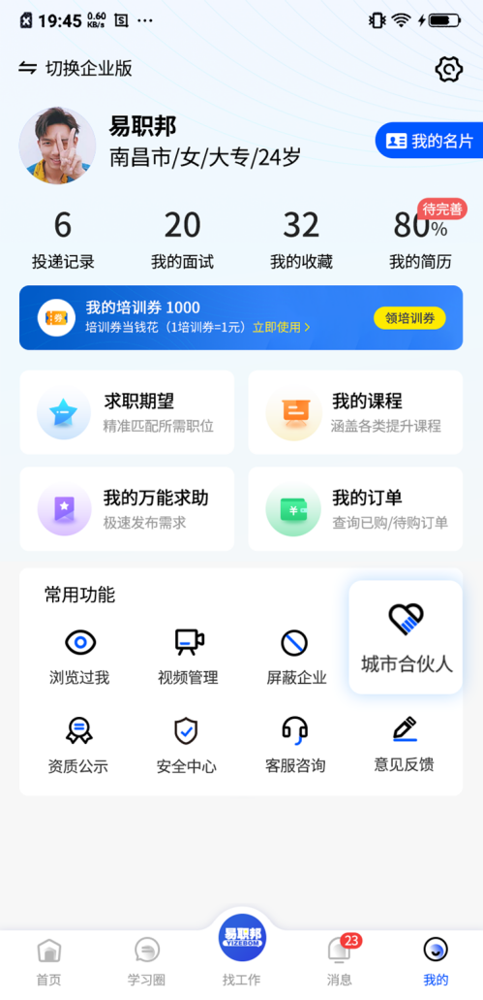 19:45 0.60 KB/s
切换企业版
易职邦
南昌市/女/大专/24岁
我的名片
待完善
6 20 32 80%
投递记录 我的面试 我的收藏 我的简历
我的培训券 1000
培训券当钱花（1培训券=1元）立即使用 >
券
领培训券
求职期望
精准匹配所需职位
我的课程
涵盖各类提升课程
我的万能求助
极速发布需求
我的订单
查询已购/待购订单
常用功能
浏览过我 视频管理 屏蔽企业 城市合伙人
资质公示 安全中心 客服咨询 意见反馈
易职邦
YIZEBOM
23
首页 学习圈 找工作 消息 我的